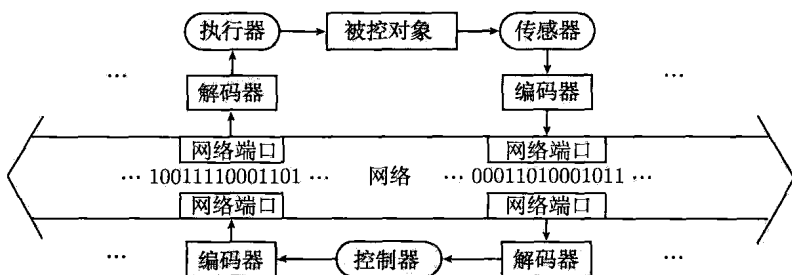 执行器 被控对象 传感器
… 解码器 编码器 …
网络端口 网络端口
… 10011110001101 … 网络 … 00011010001011 …
网络端口 网络端口
… 编码器 控制器 解码器 …